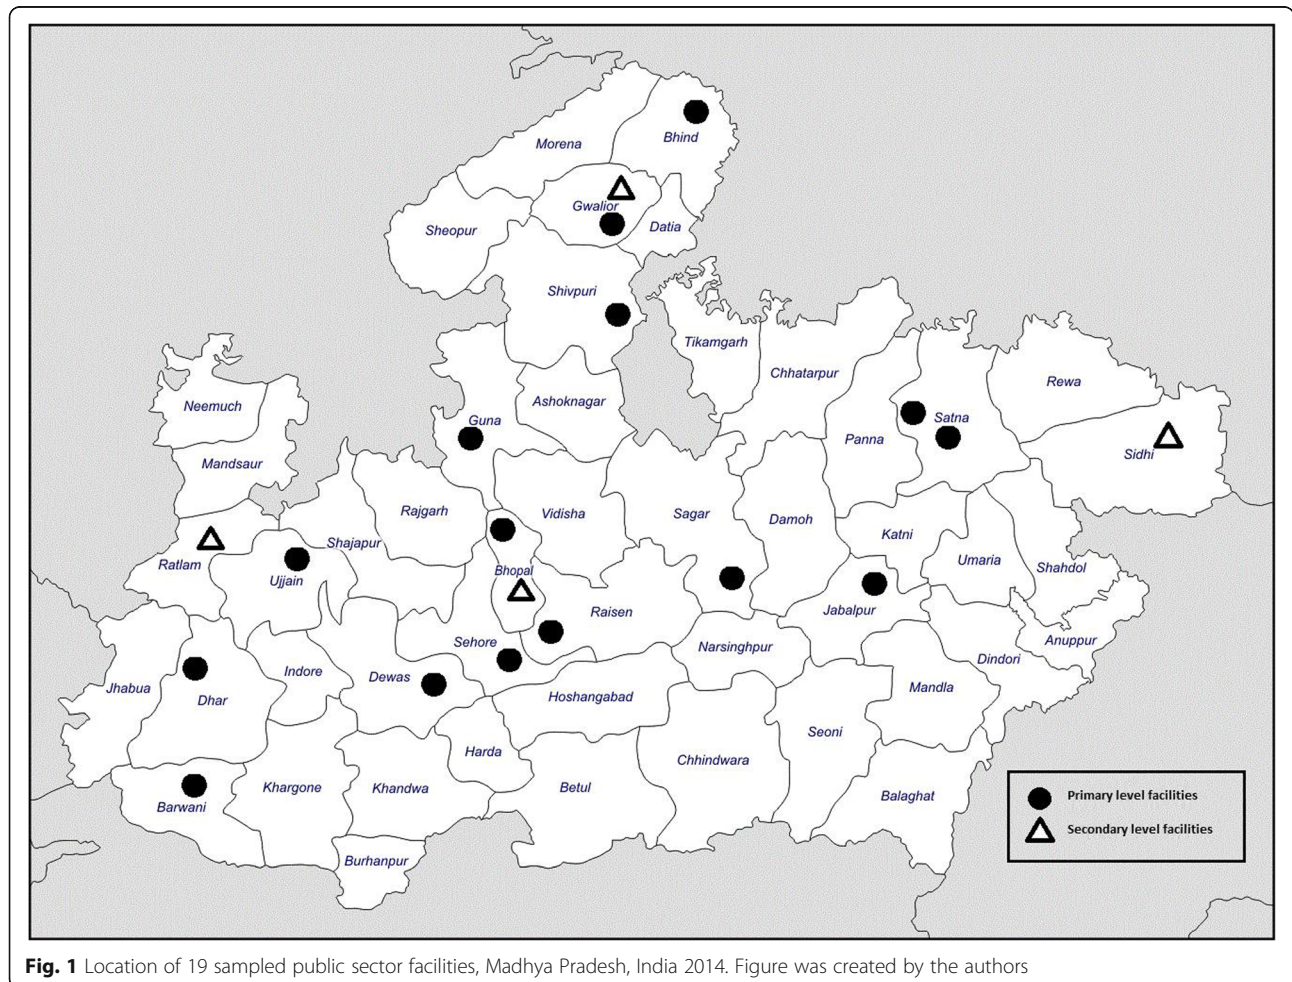 Bhind
Morena
Gwalior
Datia
Sheopur
Shivpuri
Tikamgarh
Chhatarpur
Rewa
Neemuch
Ashoknagar
Guna
Satna
Panna
Sidhi
Mandsaur
Rajgarh
Vidisha
Sagar
Damoh
Katni
Shajapur
Ratlam
Ujjain
Bhopal
Umaria
Shahdol
Raisen
Jabalpur
Sehore
Narsinghpur
Anuppur
Dindori
Indore
Dewas
Jhabua
Dhar
Hoshangabad
Mandla
Seoni
Harda
Chhindwara
Khargone
Khandwa
Betul
Balaghat
Barwani
Burhanpur
Primary level facilities
Secondary level facilities
Fig. 1 Location of 19 sampled public sector facilities, Madhya Pradesh, India 2014. Figure was created by the authors